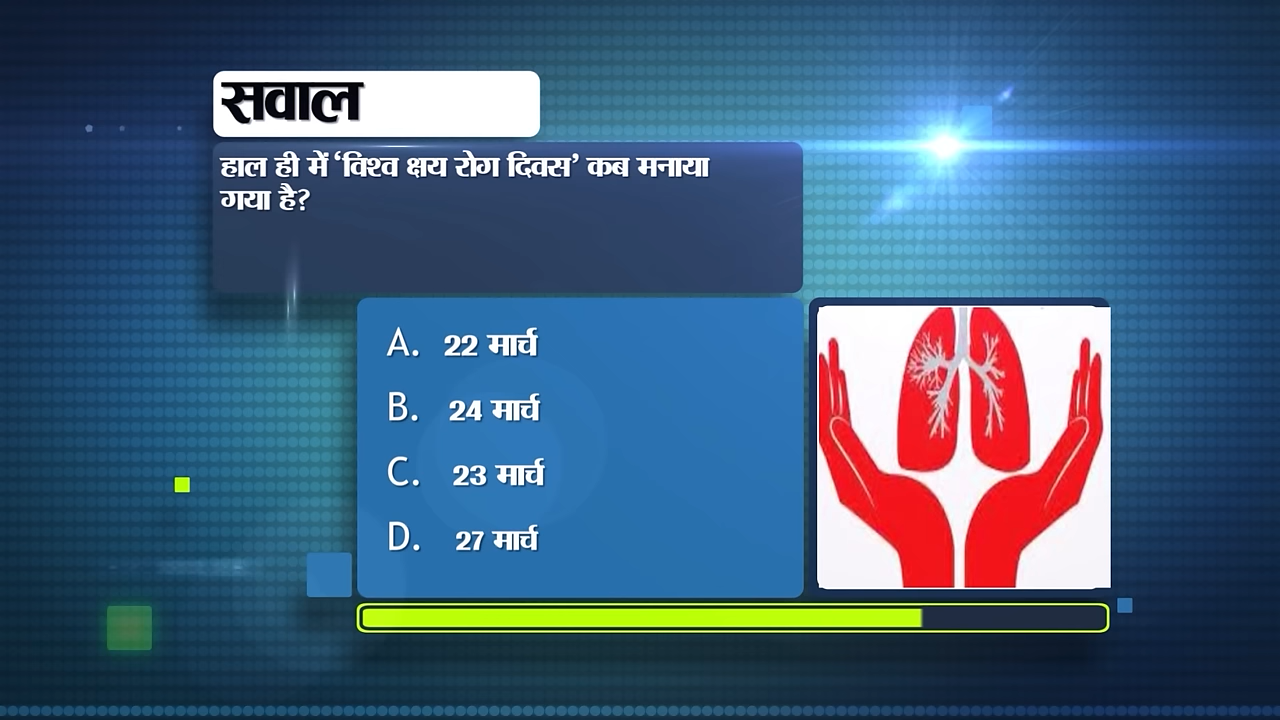 सवाल
हाल ही में ‘विश्व क्षय रोग दिवस’ कब मनाया
गया है?
A. 22 मार्च
B. 24 मार्च
C. 23 मार्च
D. 27 मार्च